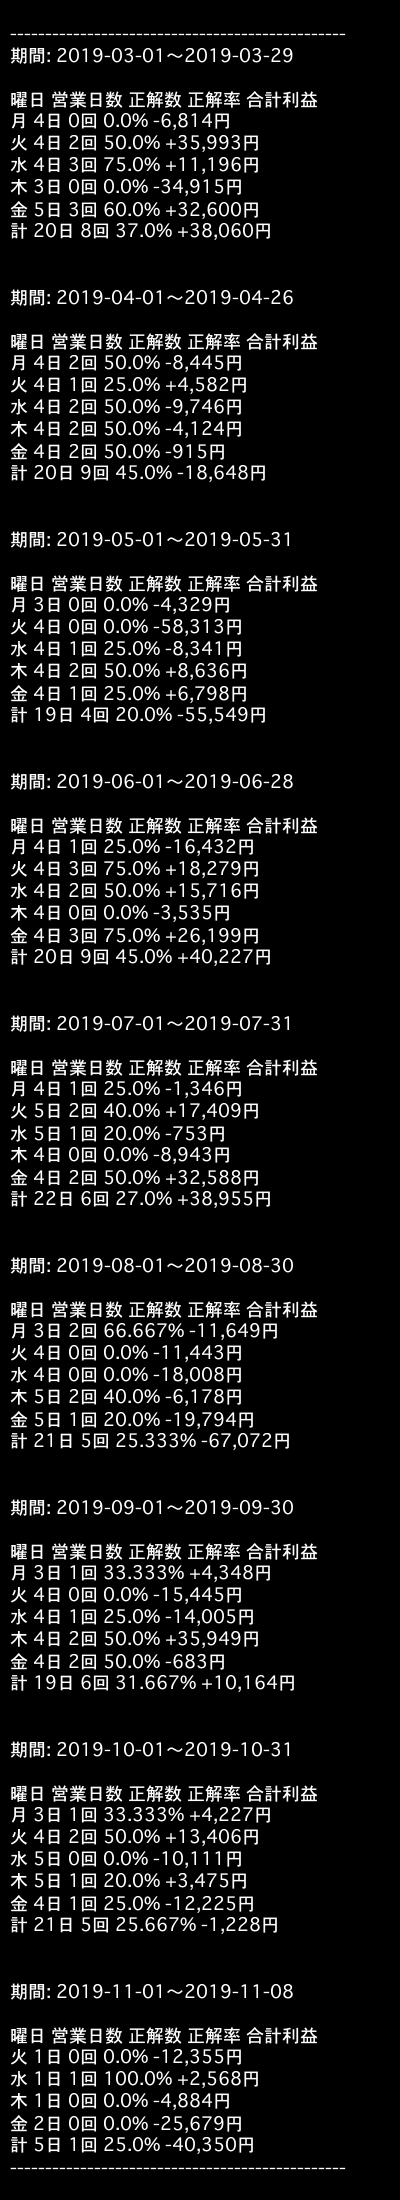 ------------------------------------------------
期間: 2019-03-01〜2019-03-29
曜日 営業日数 正解数 正解率 合計利益
月 4日 0回 0.0% -6,814円
火 4日 2回 50.0% +35,993円
水 4日 3回 75.0% +11,196円
木 3日 0回 0.0% -34,915円
金 5日 3回 60.0% +32,600円
計 20日 8回 37.0% +38,060円
期間: 2019-04-01〜2019-04-26
曜日 営業日数 正解数 正解率 合計利益
月 4日 2回 50.0% -8,445円
火 4日 1回 25.0% +4,582円
水 4日 2回 50.0% -9,746円
木 4日 2回 50.0% -4,124円
金 4日 2回 50.0% -915円
計 20日 9回 45.0% -18,648円
期間: 2019-05-01〜2019-05-31
曜日 営業日数 正解数 正解率 合計利益
月 3日 0回 0.0% -4,329円
火 4日 0回 0.0% -58,313円
水 4日 1回 25.0% -8,341円
木 4日 2回 50.0% +8,636円
金 4日 1回 25.0% +6,798円
計 19日 4回 20.0% -55,549円
期間: 2019-06-01〜2019-06-28
曜日 営業日数 正解数 正解率 合計利益
月 4日 1回 25.0% -16,432円
火 4日 3回 75.0% +18,279円
水 4日 2回 50.0% +15,716円
木 4日 0回 0.0% -3,535円
金 4日 3回 75.0% +26,199円
計 20日 9回 45.0% +40,227円
期間: 2019-07-01〜2019-07-31
曜日 営業日数 正解数 正解率 合計利益
月 4日 1回 25.0% -1,346円
火 5日 2回 40.0% +17,409円
水 5日 1回 20.0% -753円
木 4日 0回 0.0% -8,943円
金 4日 2回 50.0% +32,588円
計 22日 6回 27.0% +38,955円
期間: 2019-08-01〜2019-08-30
曜日 営業日数 正解数 正解率 合計利益
月 3日 2回 66.667% -11,649円
火 4日 0回 0.0% -11,443円
水 4日 0回 0.0% -18,008円
木 5日 2回 40.0% -6,178円
金 5日 1回 20.0% -19,794円
計 21日 5回 25.333% -67,072円
期間: 2019-09-01〜2019-09-30
曜日 営業日数 正解数 正解率 合計利益
月 3日 1回 33.333% +4,348円
火 4日 0回 0.0% -15,445円
水 4日 1回 25.0% -14,005円
木 4日 2回 50.0% +35,949円
金 4日 2回 50.0% -683円
計 19日 6回 31.667% +10,164円
期間: 2019-10-01〜2019-10-31
曜日 営業日数 正解数 正解率 合計利益
月 3日 1回 33.333% +4,227円
火 4日 2回 50.0% +13,406円
水 5日 0回 0.0% -10,111円
木 5日 1回 20.0% +3,475円
金 4日 1回 25.0% -12,225円
計 21日 5回 25.667% -1,228円
期間: 2019-11-01〜2019-11-08
曜日 営業日数 正解数 正解率 合計利益
火 1日 0回 0.0% -12,355円
水 1日 1回 100.0% +2,568円
木 1日 0回 0.0% -4,884円
金 2日 0回 0.0% -25,679円
計 5日 1回 25.0% -40,350円
------------------------------------------------